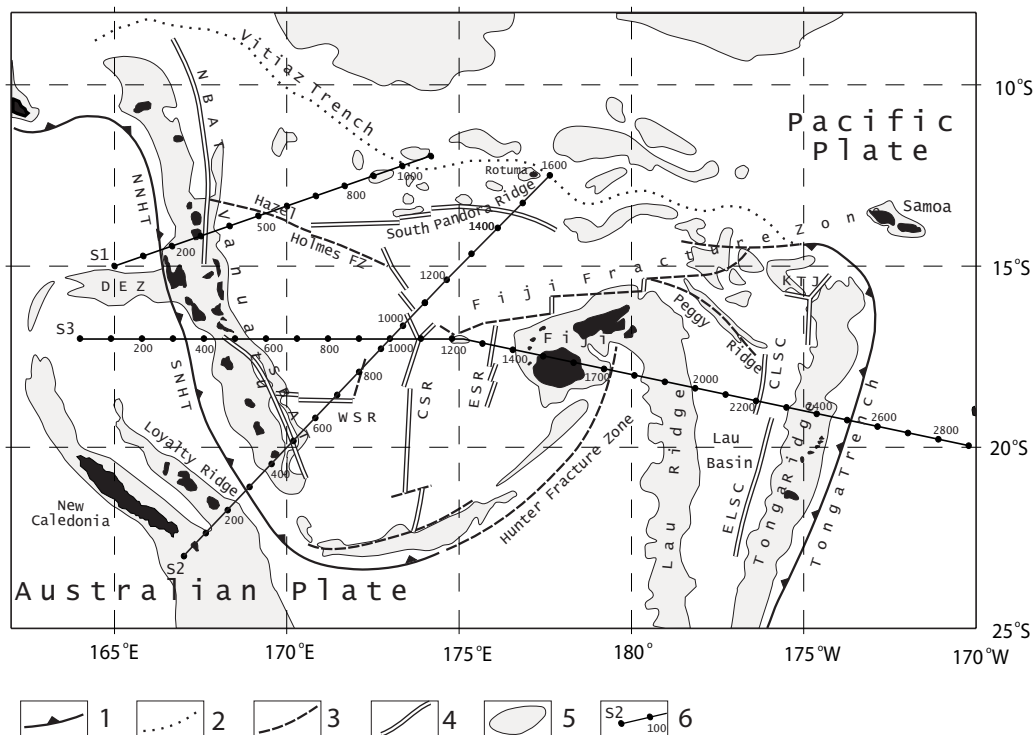 10°S
15°S
20°S
25°S
165°E
170°E
175°E
180°
175°W
170°W
Vitiaz Trench
Pacific
Plate
NBAT
NNHT
Rotuma
1600
1000
800
Hazel
500
Holmes FZ
South Pandora Ridge
1400
Samoa
Vanuatu
S1
200
DEZ
Fiji Fracture Zone
KTJ
1200
1000
S3
200
400
600
800
1000
1200
1400
Fiji
1700
Peggy
Ridge
2000
2200
2400
2600
2800
CLSC
SNHT
800
WSR
CSR
ESR
600
400
200
Loyalty Ridge
New
Caledonia
S2
Hunter Fracture Zone
Lau Ridge
Lau
Basin
ELSC
Tonga Ridge
Tonga Trench
Australian Plate
1
2
3
4
5
S2
100
6